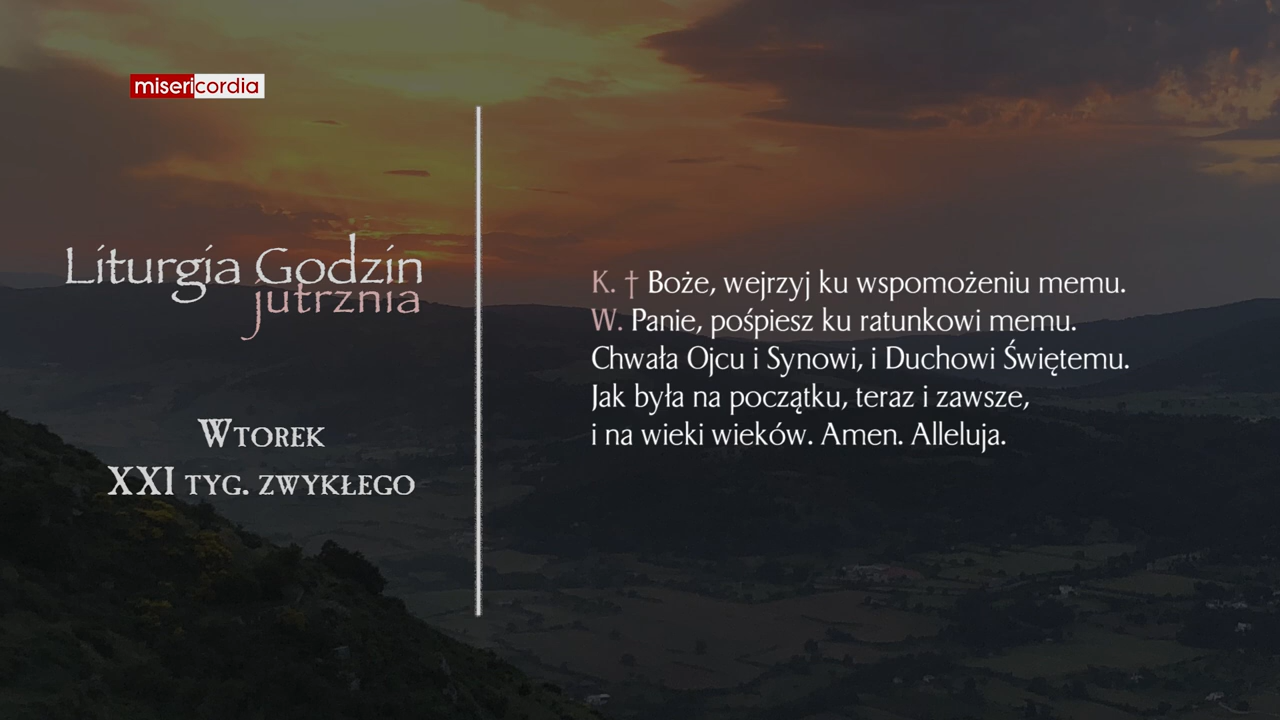 misericordia
Liturgia Godzin
jutrznia
Wtorek
XXI tyg. zwykłego
K. † Boże, wejrzyj ku wspomożeniu memu.
W. Panie, pośpiesz ku ratunkowi memu.
Chwała Ojcu i Synowi, i Duchowi Świętemu.
Jak była na początku, teraz i zawsze,
i na wieki wieków. Amen. Alleluja.